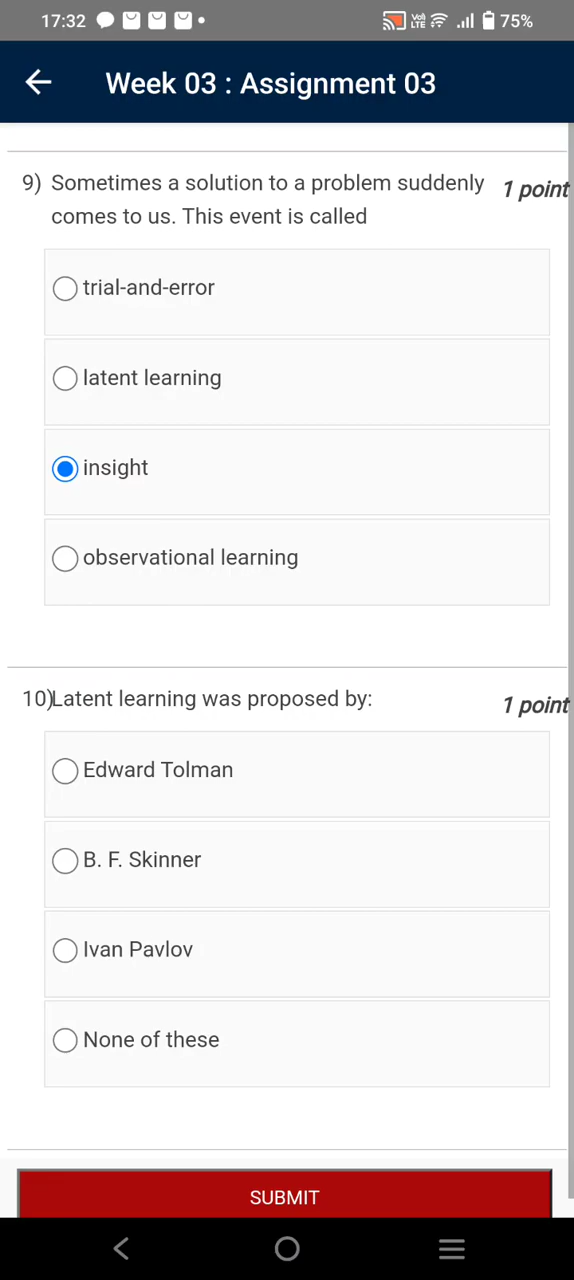 17:32
Vo) LTE
75%
Week 03 : Assignment 03
9) Sometimes a solution to a problem suddenly
comes to us. This event is called
1 point
trial-and-error
latent learning
insight
observational learning
10)Latent learning was proposed by:
1 point
Edward Tolman
B. F. Skinner
Ivan Pavlov
None of these
SUBMIT